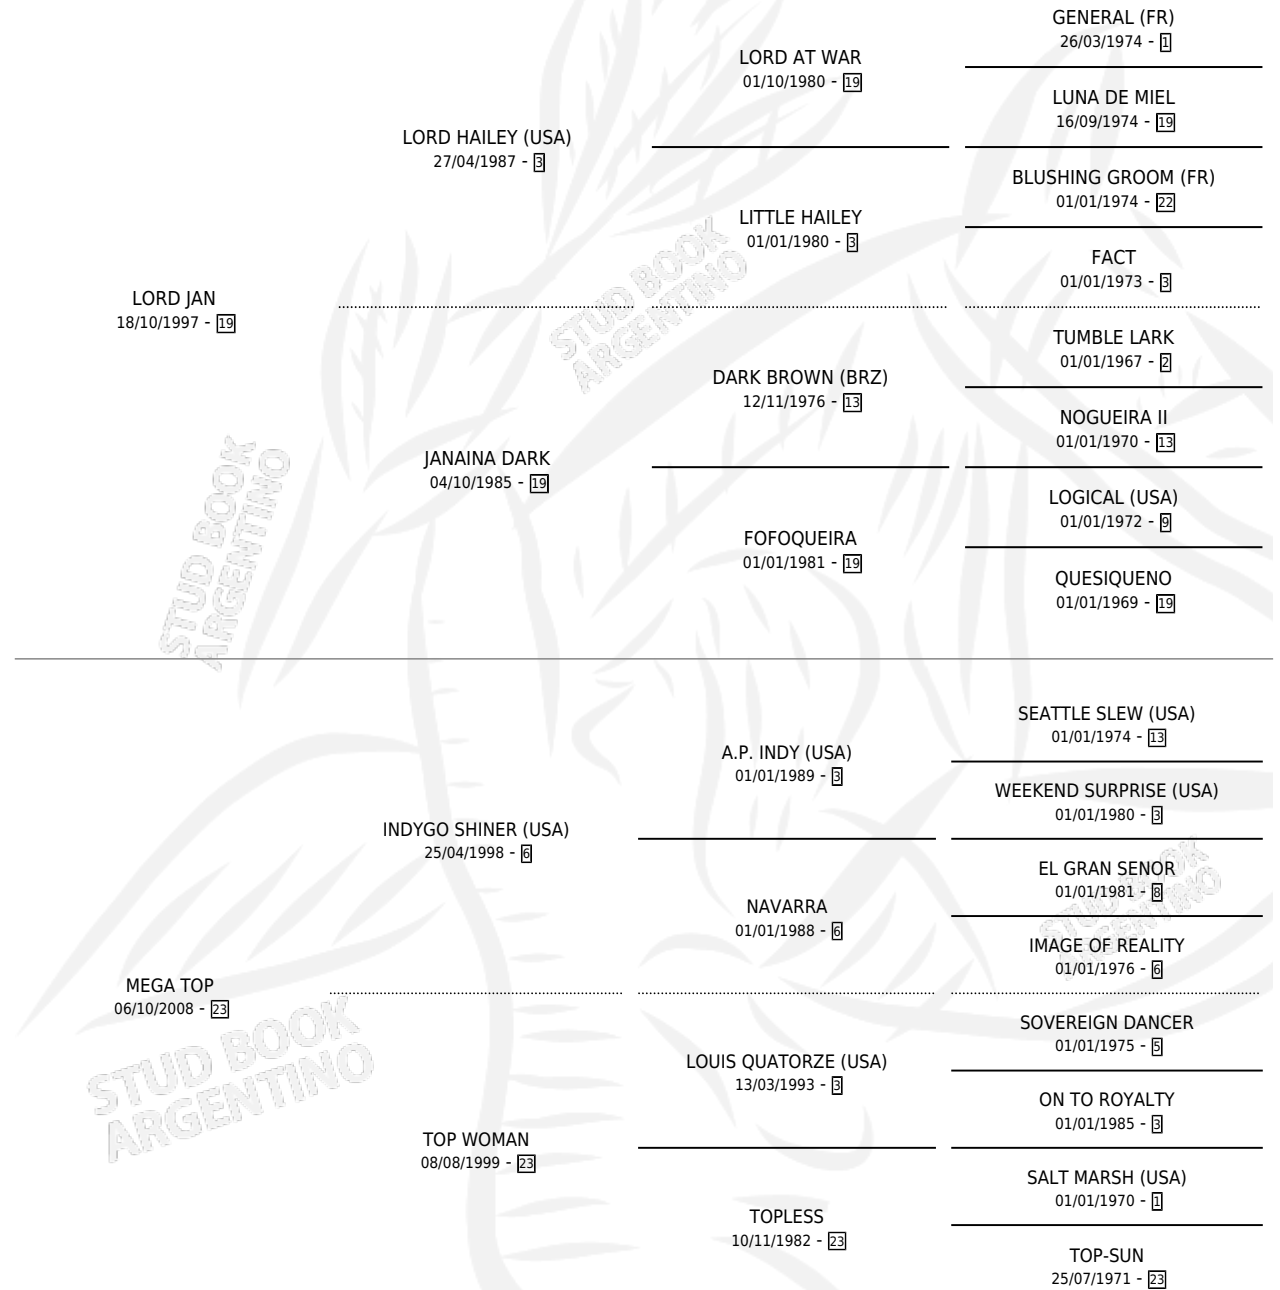 GENERAL (FR)
26/03/1974 - 1
LORD AT WAR
01/10/1980 - 19
LUNA DE MIEL
16/09/1974 - 19
LORD HAILEY (USA)
27/04/1987 - 3
BLUSHING GROOM (FR)
01/01/1974 - 22
LITTLE HAILEY
01/01/1980 - 3
FACT
01/01/1973 - 3
LORD JAN
18/10/1997 - 19
TUMBLE LARK
01/01/1967 - 2
DARK BROWN (BRZ)
12/11/1976 - 13
NOGUEIRA II
01/01/1970 - 13
JANAINA DARK
04/10/1985 - 19
LOGICAL (USA)
01/01/1972 - 9
FOFOQUEIRA
01/01/1981 - 19
QUESIQUENO
01/01/1969 - 19
SEATTLE SLEW (USA)
01/01/1974 - 13
A.P. INDY (USA)
01/01/1989 - 3
WEEKEND SURPRISE (USA)
01/01/1980 - 3
INDYGO SHINER (USA)
25/04/1998 - 6
EL GRAN SENOR
01/01/1981 - 8
NAVARRA
01/01/1988 - 6
IMAGE OF REALITY
01/01/1976 - 6
MEGA TOP
06/10/2008 - 23
SOVEREIGN DANCER
01/01/1975 - 5
LOUIS QUATORZE (USA)
13/03/1993 - 3
ON TO ROYALTY
01/01/1985 - 3
TOP WOMAN
08/08/1999 - 23
SALT MARSH (USA)
01/01/1970 - 1
TOPLESS
10/11/1982 - 23
TOP-SUN
25/07/1971 - 23
STUD BOOK
ARGENTINO
STUD BOOK
ARGENTINO
STUD BOOK
ARGENTINO
STUD BOOK
ARGENTINO